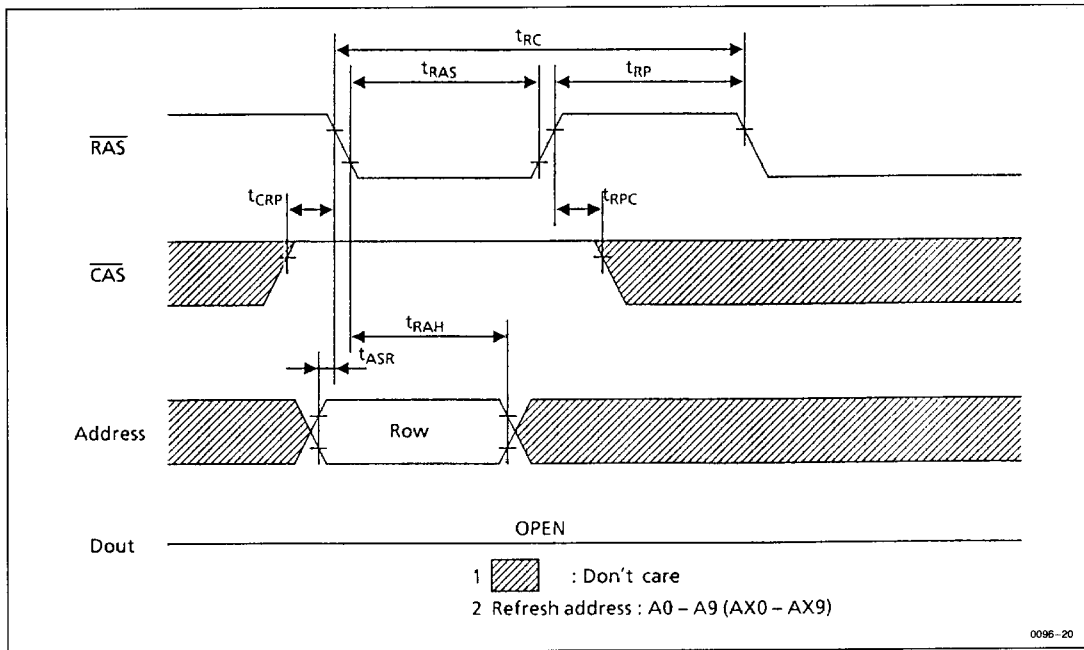 tRC
tRAS
tRP
RAS
tCRP
tRPC
CAS
tRAH
tASR
Address
Row
Dout
OPEN
1 : Don't care
2 Refresh address : A0 – A9 (AX0 – AX9)
0096–20